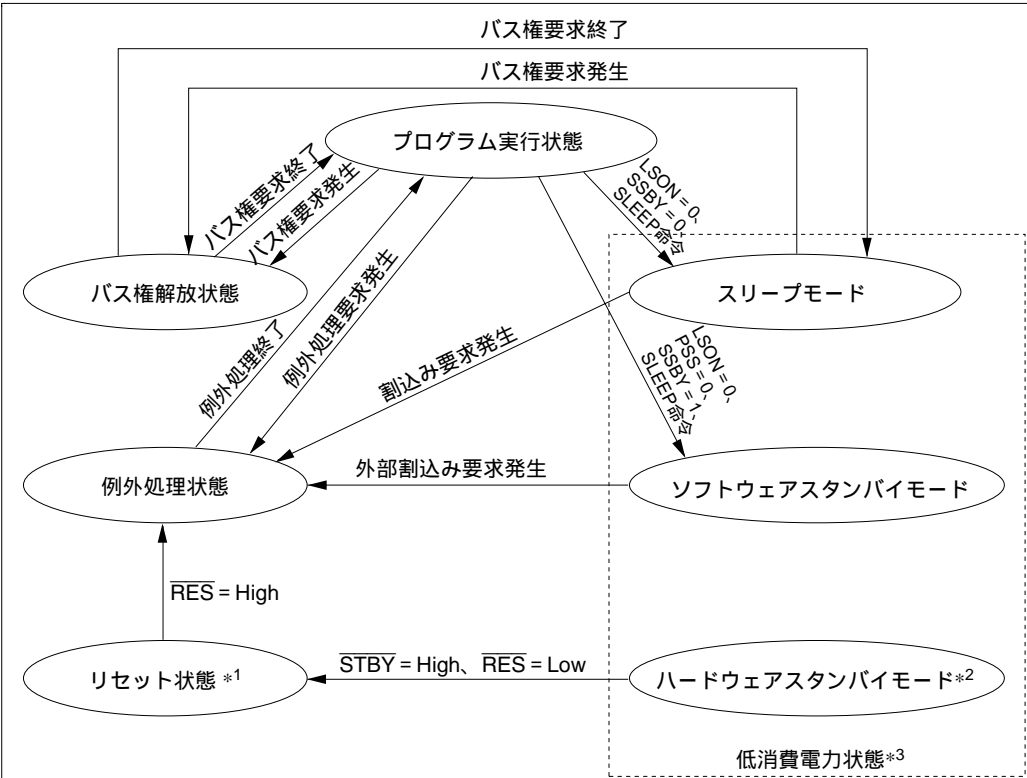 バス権要求終了
バス権要求発生
プログラム実行状態
バス権要求終了
バス権要求発生
LSON = 0、
SSBY = 0、
SLEEP命令
バス権解放状態
スリープモード
例外処理終了
例外処理要求発生
割込み要求発生
LSON = 0、
PSS = 0、
SSBY = 1、
SLEEP命令
例外処理状態
外部割込み要求発生
ソフトウェアスタンバイモード
RES = High
リセット状態 *1
STBY = High、RES = Low
ハードウェアスタンバイモード*2
低消費電力状態*3